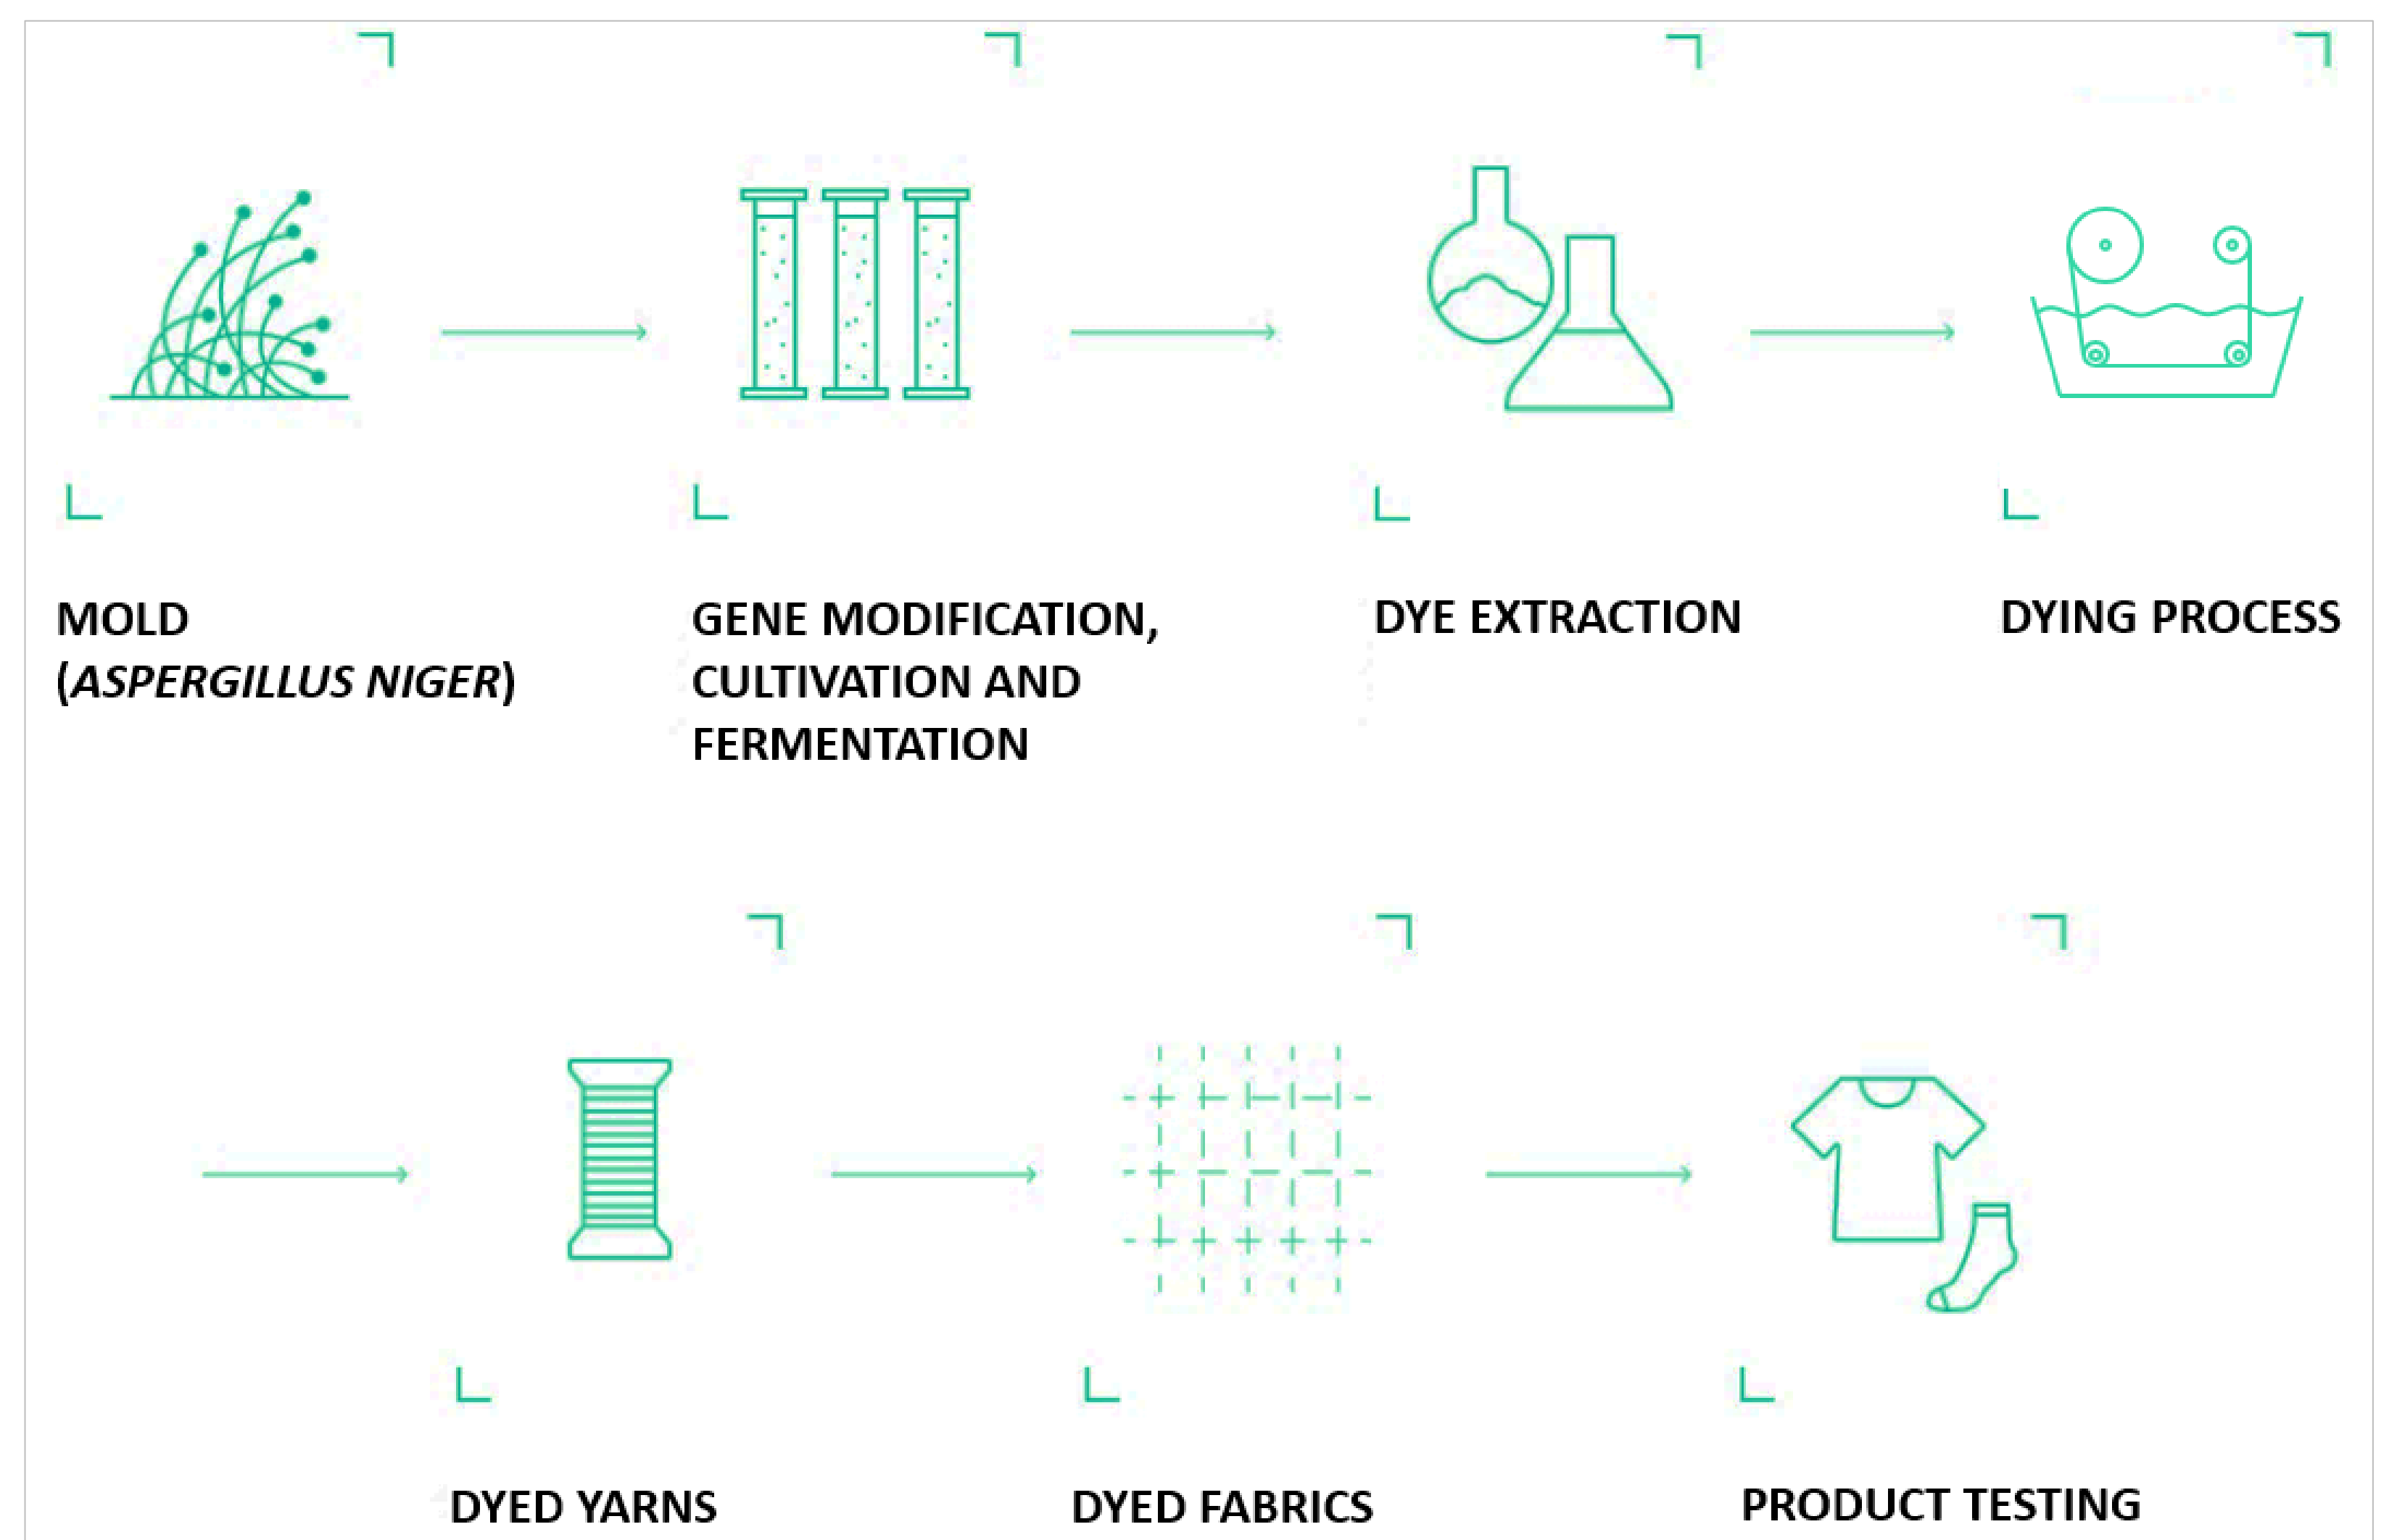 MOLD
(ASPERGILLUS NIGER)
GENE MODIFICATION,
CULTIVATION AND
FERMENTATION
DYE EXTRACTION
DYING PROCESS
DYED YARNS
DYED FABRICS
PRODUCT TESTING